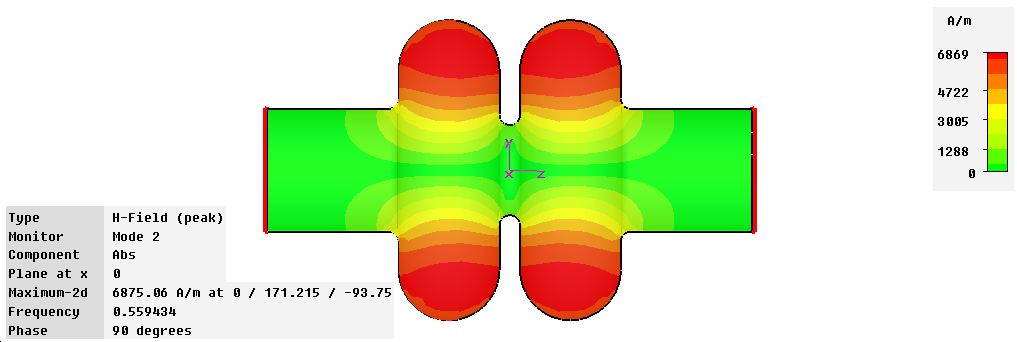 A/m
6869
4722
3005
1288
0
Y
X Z
Type H-Field (peak)
Monitor Mode 2
Component Abs
Plane at x 0
Maximum-2d 6875.06 A/m at 0 / 171.215 / -93.75
Frequency 0.559434
Phase 90 degrees